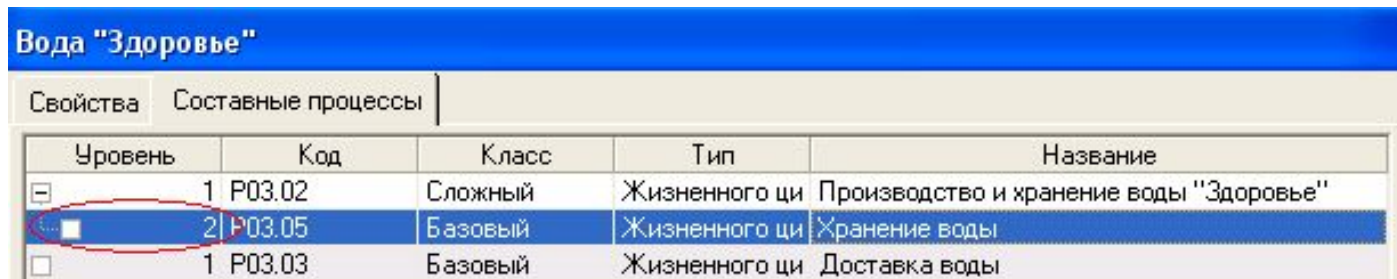 Вода "Здоровье"
Свойства Составные процессы
Уровень Код Класс Тип Название
1 P03.02 Сложный Жизненного ци Производство и хранение воды "Здоровье"
2 P03.05 Базовый Жизненного ци Хранение воды
1 P03.03 Базовый Жизненного ци Доставка воды